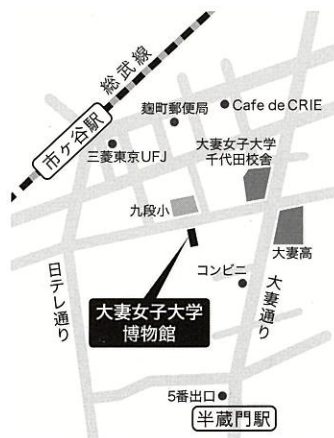 総武線
市ヶ谷駅
麹町郵便局
Cafe de CRIE
三菱東京UFJ
大妻女子大学
千代田校舎
九段小
大妻高
コンビニ
日テレ通り
大妻通り
大妻女子大学
博物館
5番出口
半蔵門駅